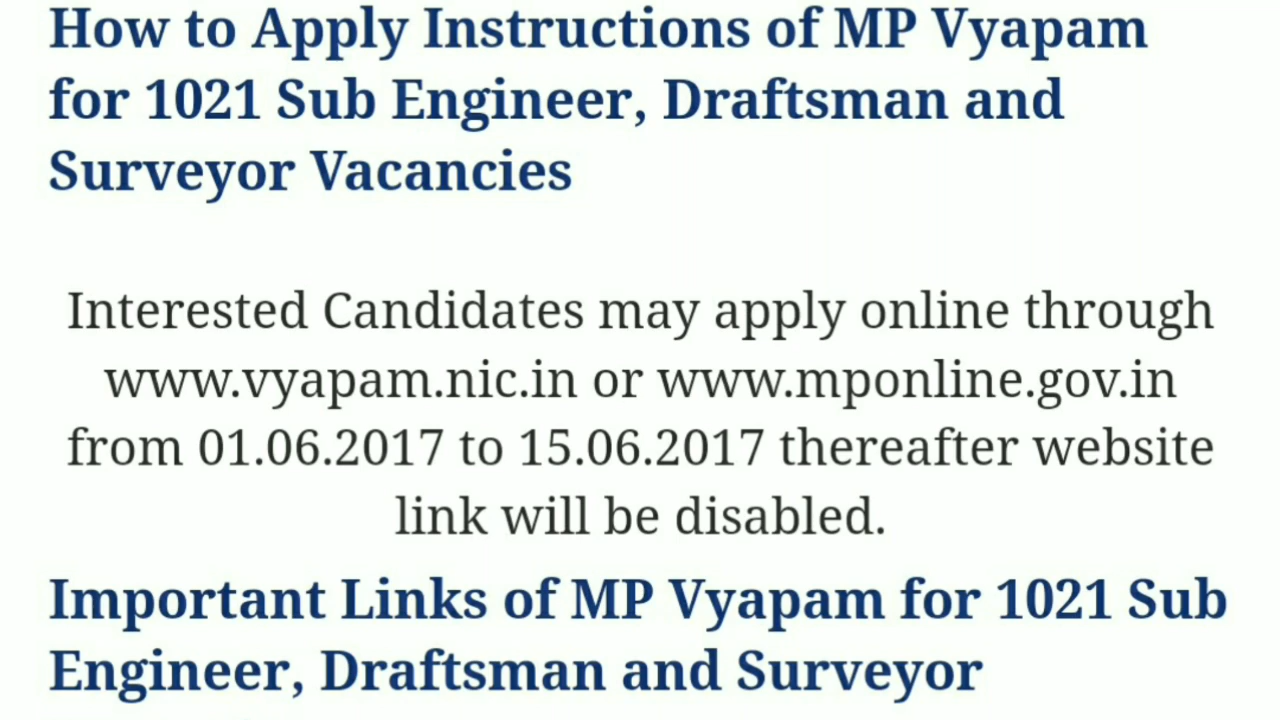 How to Apply Instructions of MP Vyapam
for 1021 Sub Engineer, Draftsman and
Surveyor Vacancies
Interested Candidates may apply online through
www.vyapam.nic.in or www.mponline.gov.in
from 01.06.2017 to 15.06.2017 thereafter website
link will be disabled.
Important Links of MP Vyapam for 1021 Sub
Engineer, Draftsman and Surveyor